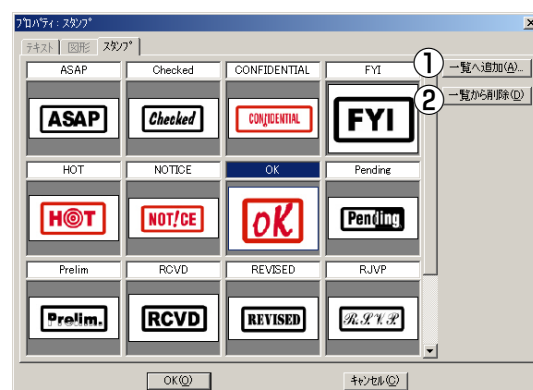 プロパティ：スタンプ
テキスト 図形 スタンプ
ASAP Checked CONFIDENTIAL FYI
① 一覧へ追加(A)...
② 一覧から削除(D)
ASAP Checked CONFIDENTIAL FYI
HOT NOTICE OK Pending
HOT NOT!CE OK Pending
Prelim RCVD REVISED RJVP
Prelim. RCVD REVISED R.S.V.P.
OK(O) キャンセル(C)